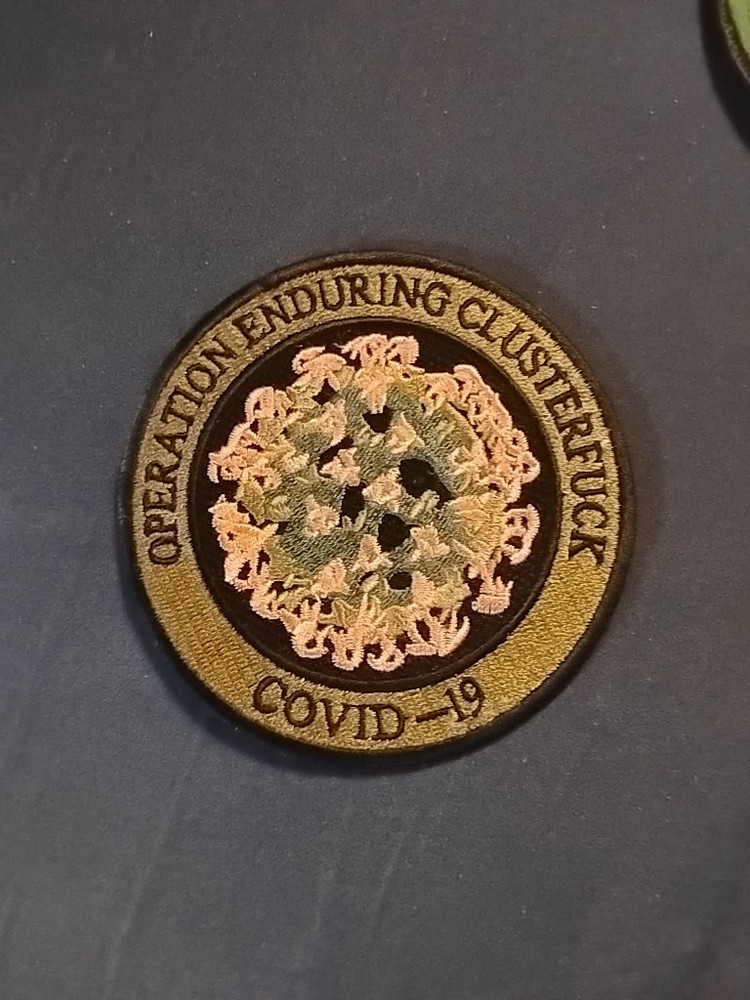 OPERATION ENDURING CLUSTERFUCK
COVID-19